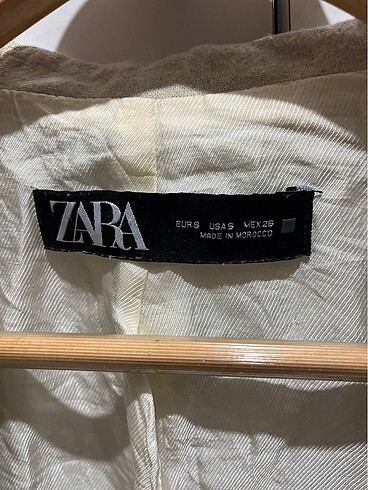 ZARA
EUR S USA S MEX 26
MADE IN MOROCCO